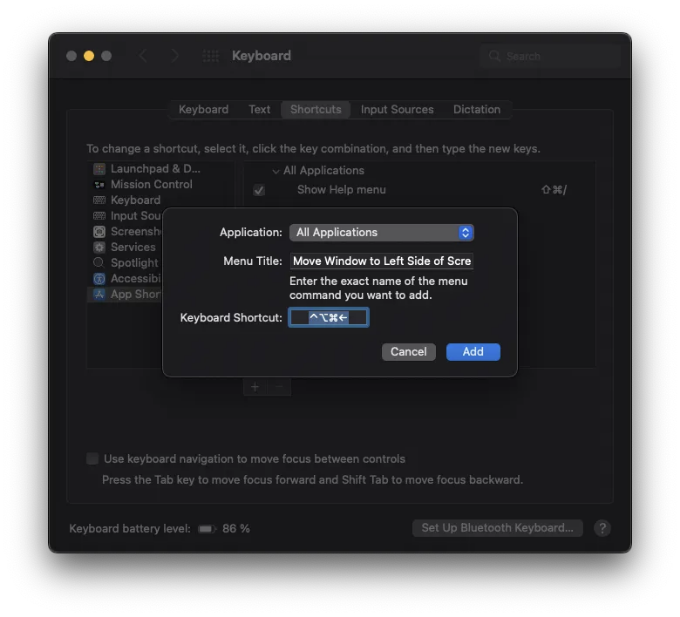 Keyboard
Search
Keyboard Text Shortcuts Input Sources Dictation
To change a shortcut, select it, click the key combination, and then type the new keys.
Launchpad & D...
Mission Control
Keyboard
Input Sou
Screensh
Services
Spotlight
Accessibi
App Shor
All Applications
Show Help menu ⇧⌘/
Application: All Applications
Menu Title: Move Window to Left Side of Scre
Enter the exact name of the menu
command you want to add.
Keyboard Shortcut: ^⌥⌘←
Cancel Add
+ −
Use keyboard navigation to move focus between controls
Press the Tab key to move focus forward and Shift Tab to move focus backward.
Keyboard battery level: 86 %
Set Up Bluetooth Keyboard... ?